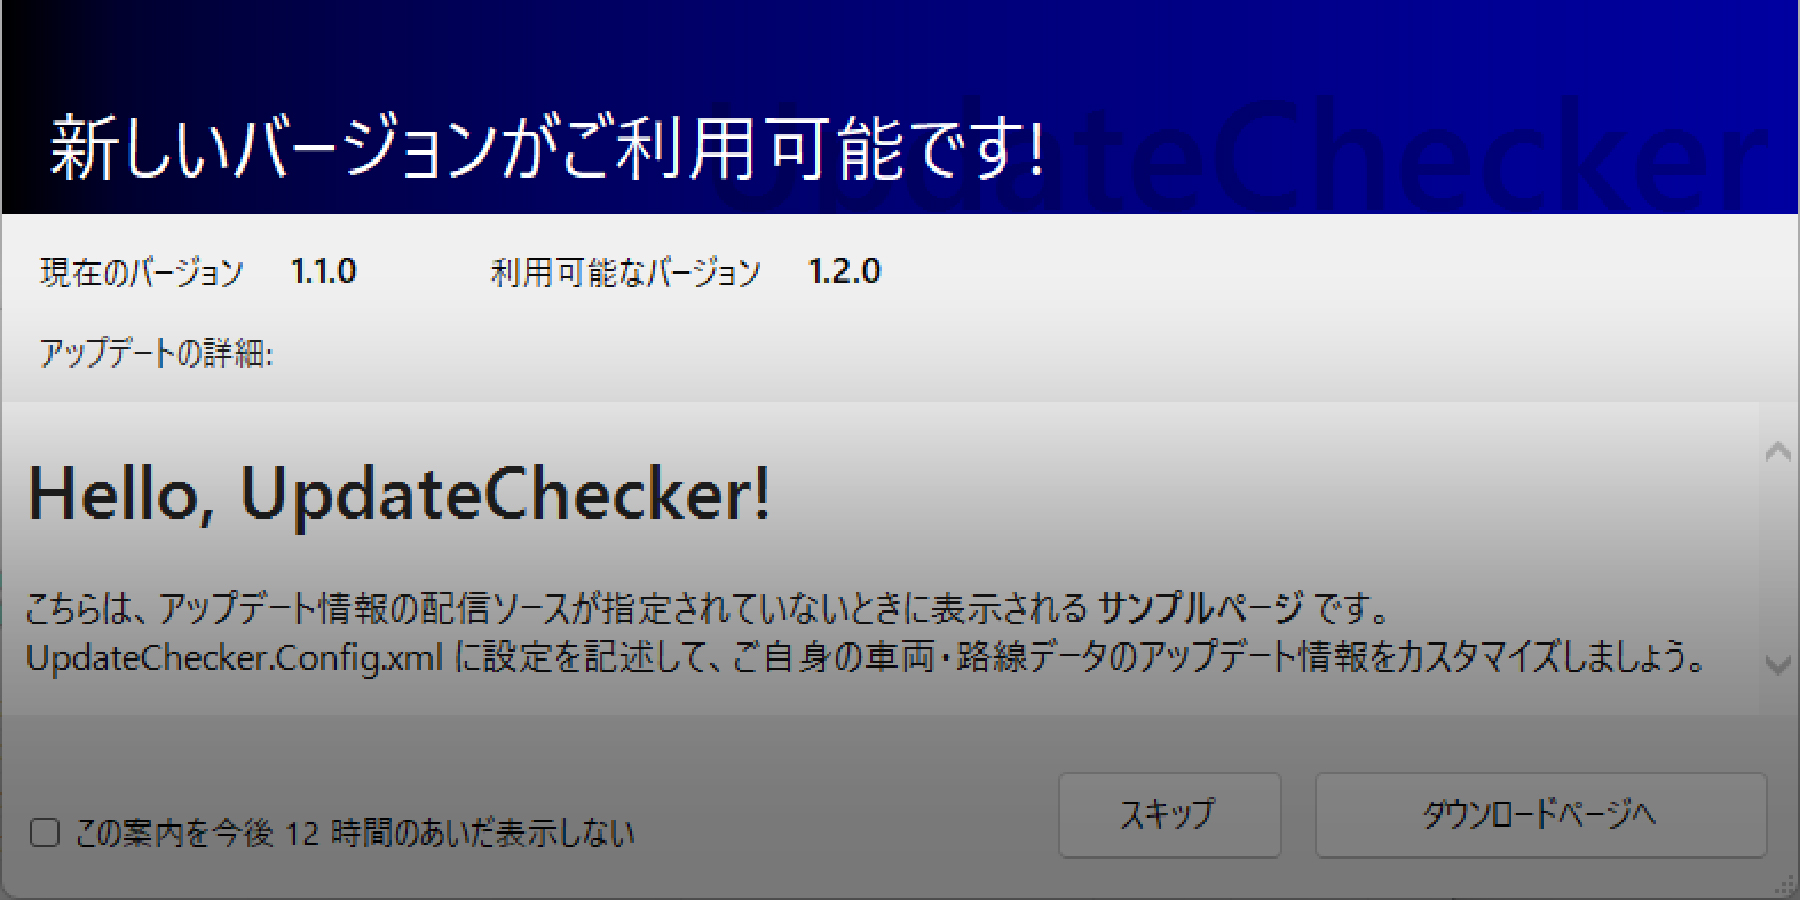 UpdateChecker
新しいバージョンがご利用可能です!
現在のバージョン 1.1.0 利用可能なバージョン 1.2.0
アップデートの詳細:
Hello, UpdateChecker!
こちらは、アップデート情報の配信ソースが指定されていないときに表示される サンプルページ です。
UpdateChecker.Config.xml に設定を記述して、ご自身の車両・路線データのアップデート情報をカスタマイズしましょう。
スキップ ダウンロードページへ
この案内を今後 12 時間のあいだ表示しない